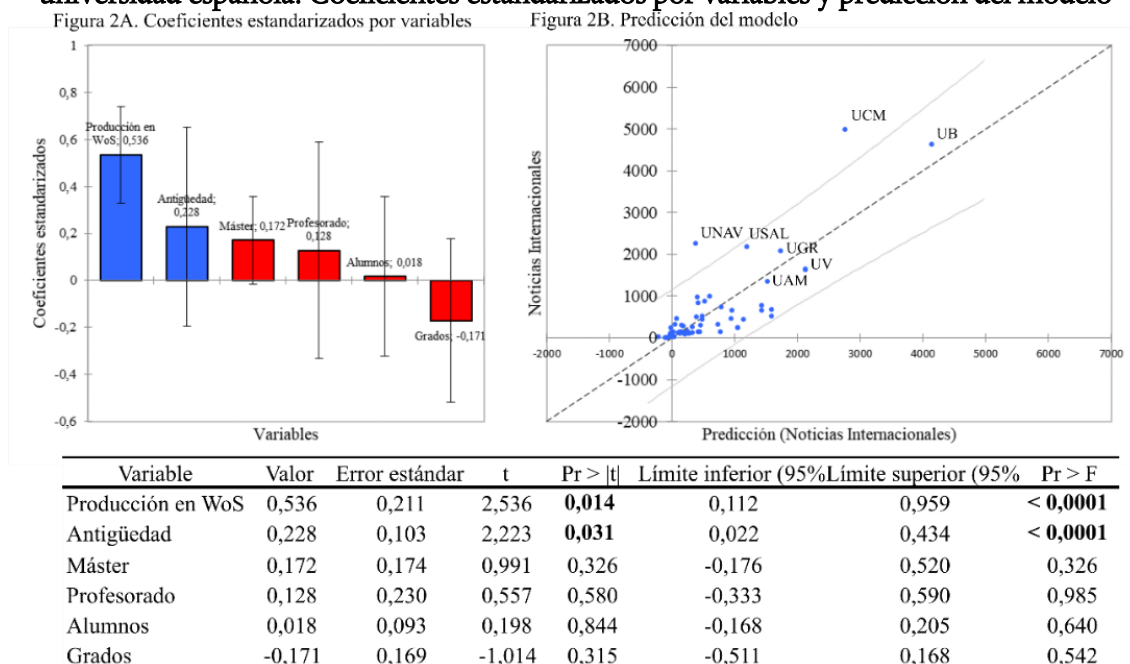 universidad española. Coeficientes estandarizados por variables y predicción del modelo
Figura 2A. Coeficientes estandarizados por variables
Figura 2B. Predicción del modelo
Coeficientes estandarizados
1
0,8
0,6
0,4
0,2
0
-0,2
-0,4
-0,6
Producción en
WoS; 0,536
Antigüedad;
0,228
Máster; 0,172
Profesorado;
0,128
Alumnos; 0,018
Grados; -0,171
Variables
Noticias Internacionales
7000
6000
5000
4000
3000
2000
1000
0
-1000
-2000
-2000 -1000 0 1000 2000 3000 4000 5000 6000 7000
UCM
UB
UNAV
USAL
UGR
UV
UAM
Predicción (Noticias Internacionales)
Variable Valor Error estándar t Pr > |t| Límite inferior (95% Límite superior (95% Pr > F
Producción en WoS 0,536 0,211 2,536 0,014 0,112 0,959 < 0,0001
Antigüedad 0,228 0,103 2,223 0,031 0,022 0,434 < 0,0001
Máster 0,172 0,174 0,991 0,326 -0,176 0,520 0,326
Profesorado 0,128 0,230 0,557 0,580 -0,333 0,590 0,985
Alumnos 0,018 0,093 0,198 0,844 -0,168 0,205 0,640
Grados -0,171 0,169 -1,014 0,315 -0,511 0,168 0,542